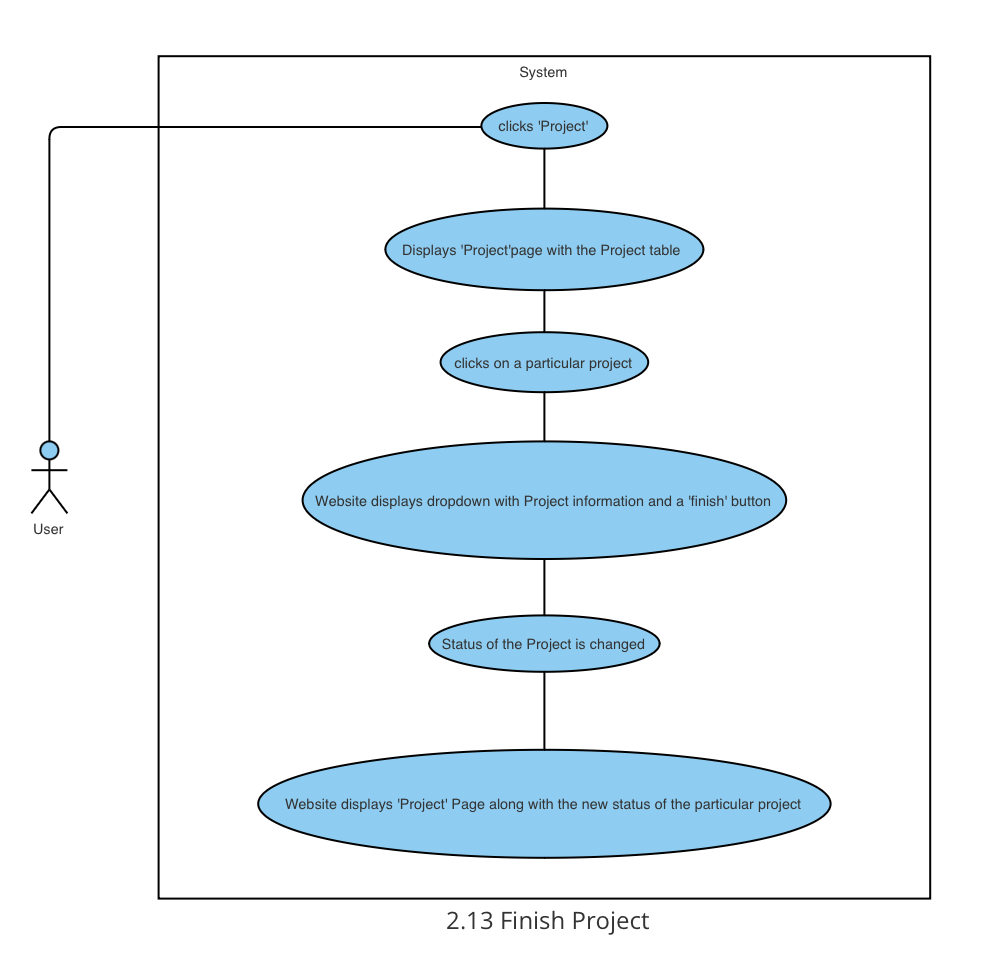 System
clicks 'Project'
Displays 'Project'page with the Project table
clicks on a particular project
Website displays dropdown with Project information and a 'finish' button
User
Status of the Project is changed
Website displays 'Project' Page along with the new status of the particular project
2.13 Finish Project